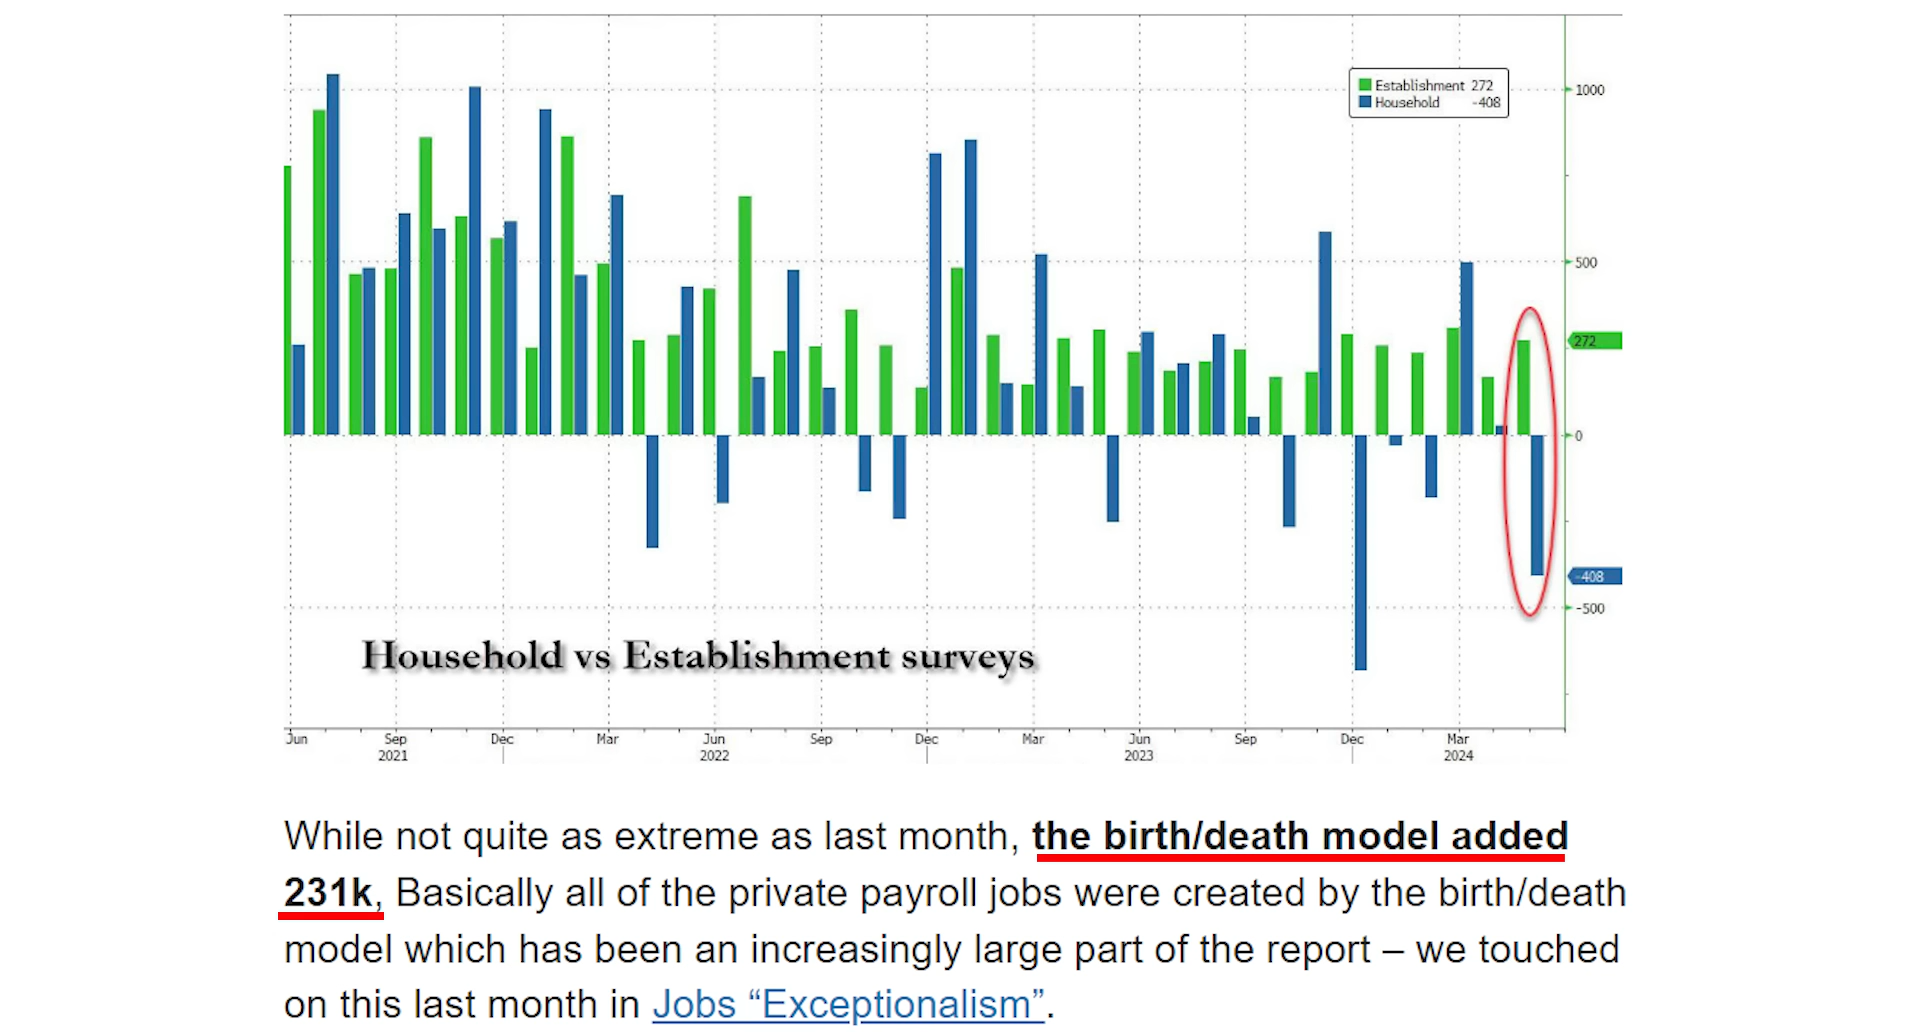 Establishment 272
Household -408
1000
500
272
0
-408
-500
Household vs Establishment surveys
Jun Sep Dec Mar Jun Sep Dec Mar Jun Sep Dec Mar
2021 2022 2023 2024
While not quite as extreme as last month, the birth/death model added
231k, Basically all of the private payroll jobs were created by the birth/death
model which has been an increasingly large part of the report – we touched
on this last month in Jobs “Exceptionalism”.